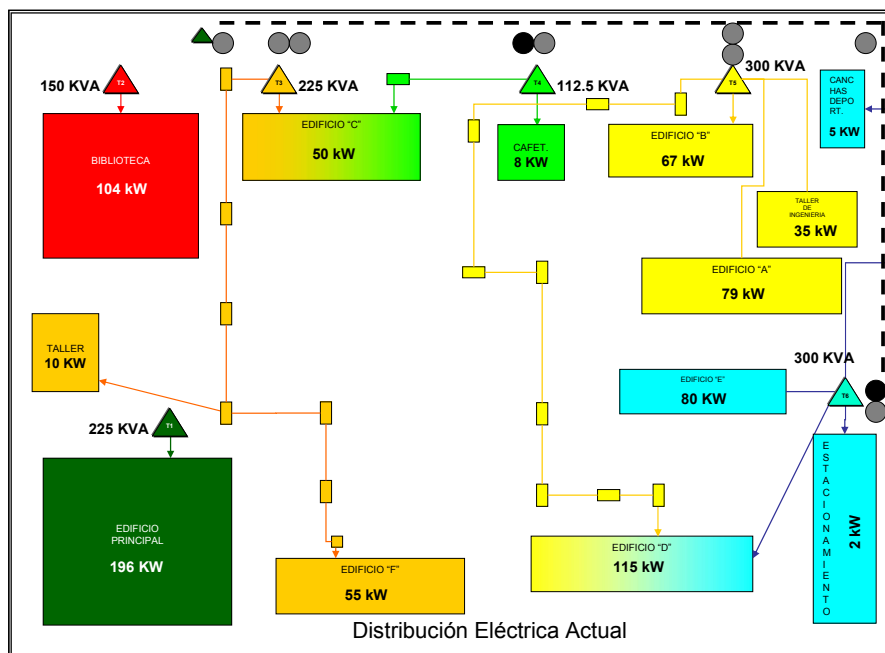 150 KVA
T2
T3
225 KVA
T4
112.5 KVA
T5
300 KVA
BIBLIOTECA
104 kW
EDIFICIO “C”
50 kW
CAFET.
8 KW
EDIFICIO “B”
67 kW
CANC
HAS
DEPO
RT.
5 KW
TALLER
DE
INGENIERIA
35 kW
EDIFICIO “A”
79 kW
TALLER
10 KW
300 KVA
T6
EDIFICIO “E”
80 KW
225 KVA
T1
EDIFICIO
PRINCIPAL
196 KW
EDIFICIO “F”
55 kW
EDIFICIO “D”
115 kW
ESTACIONAMIENTO
2 kW
Distribución Eléctrica Actual